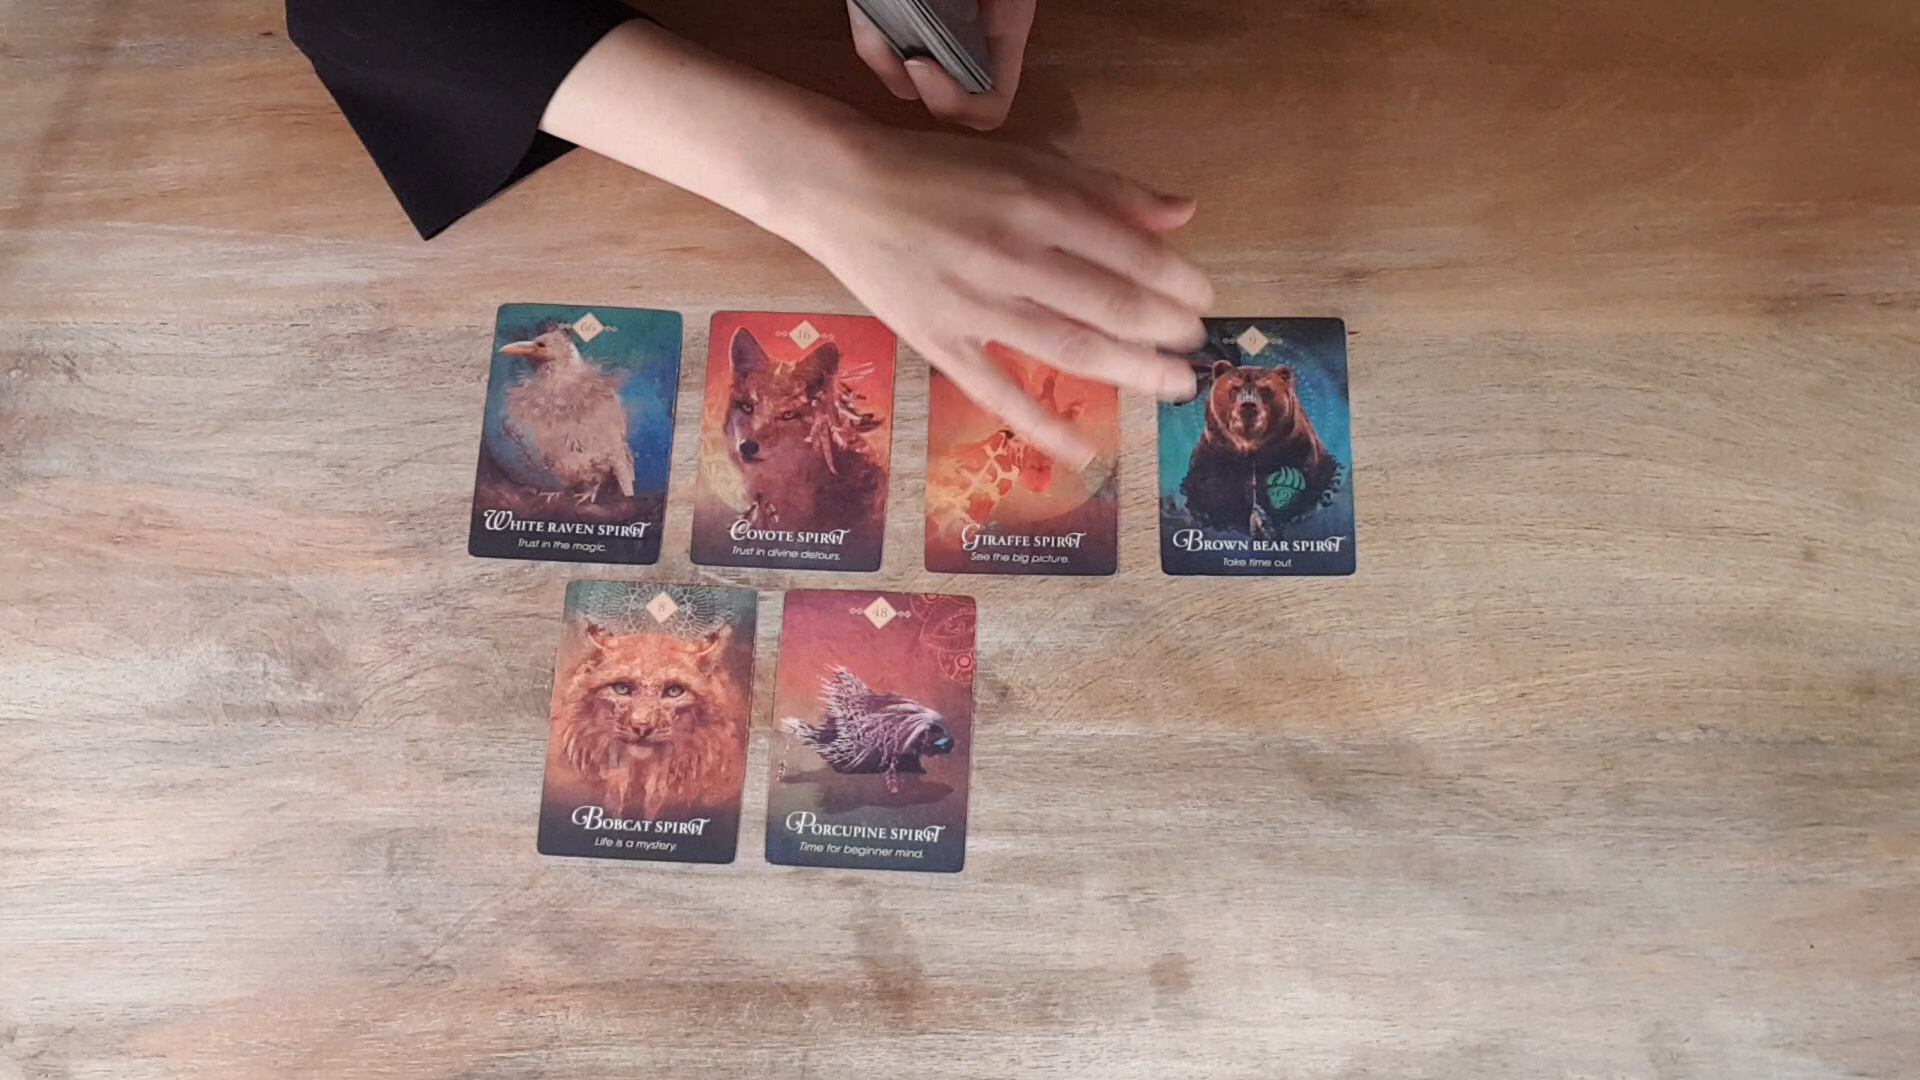 66
WHITE RAVEN SPIRIT
Trust in the magic.
16
COYOTE SPIRIT
Trust in divine detours.
GIRAFFE SPIRIT
See the big picture.
9
BROWN BEAR SPIRIT
Take time out.
8
BOBCAT SPIRIT
Life is a mystery.
48
PORCUPINE SPIRIT
Time for beginner mind.